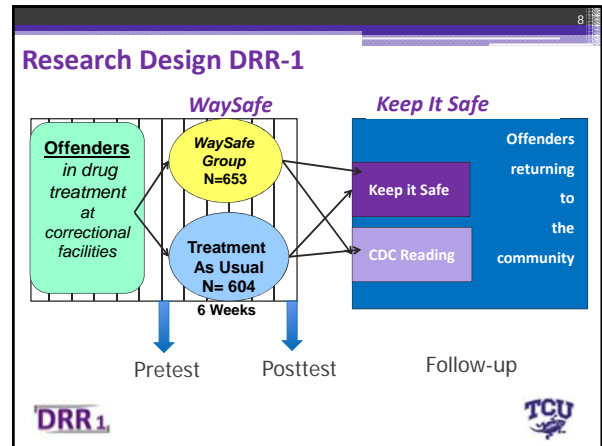 8
Research Design DRR-1
WaySafe
Keep It Safe
Offenders
in drug
treatment
at
correctional
facilities
WaySafe
Group
N=653
Treatment
As Usual
N= 604
6 Weeks
Keep it Safe
CDC Reading
Offenders
returning
to
the
community
Pretest
Posttest
Follow-up
DRR 1
TCU